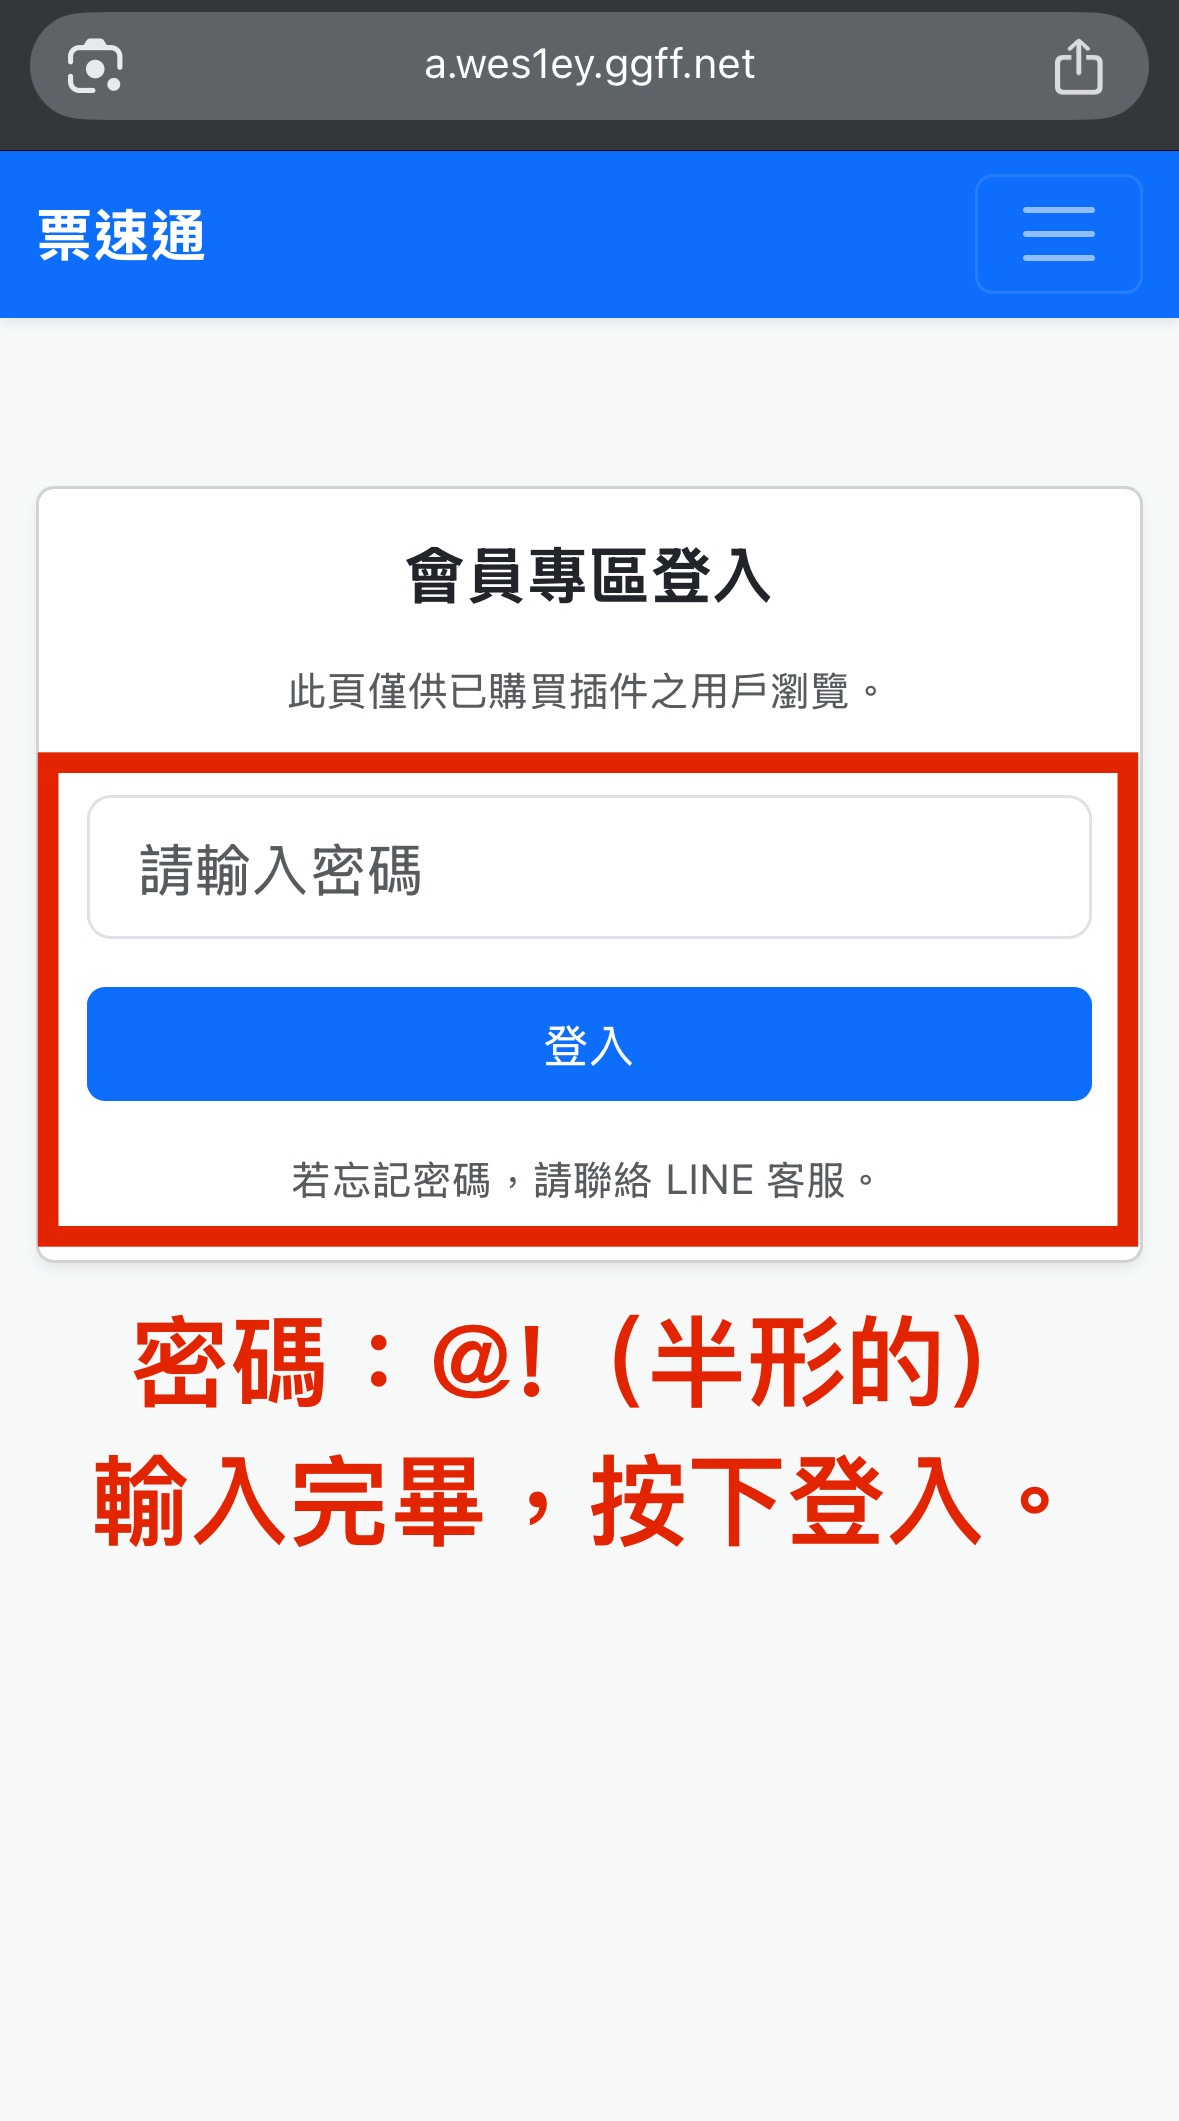 a.wes1ey.ggff.net
票速通
會員專區登入
此頁僅供已購買插件之用戶瀏覽。
請輸入密碼
登入
若忘記密碼，請聯絡 LINE 客服。
密碼：@!（半形的）
輸入完畢，按下登入。